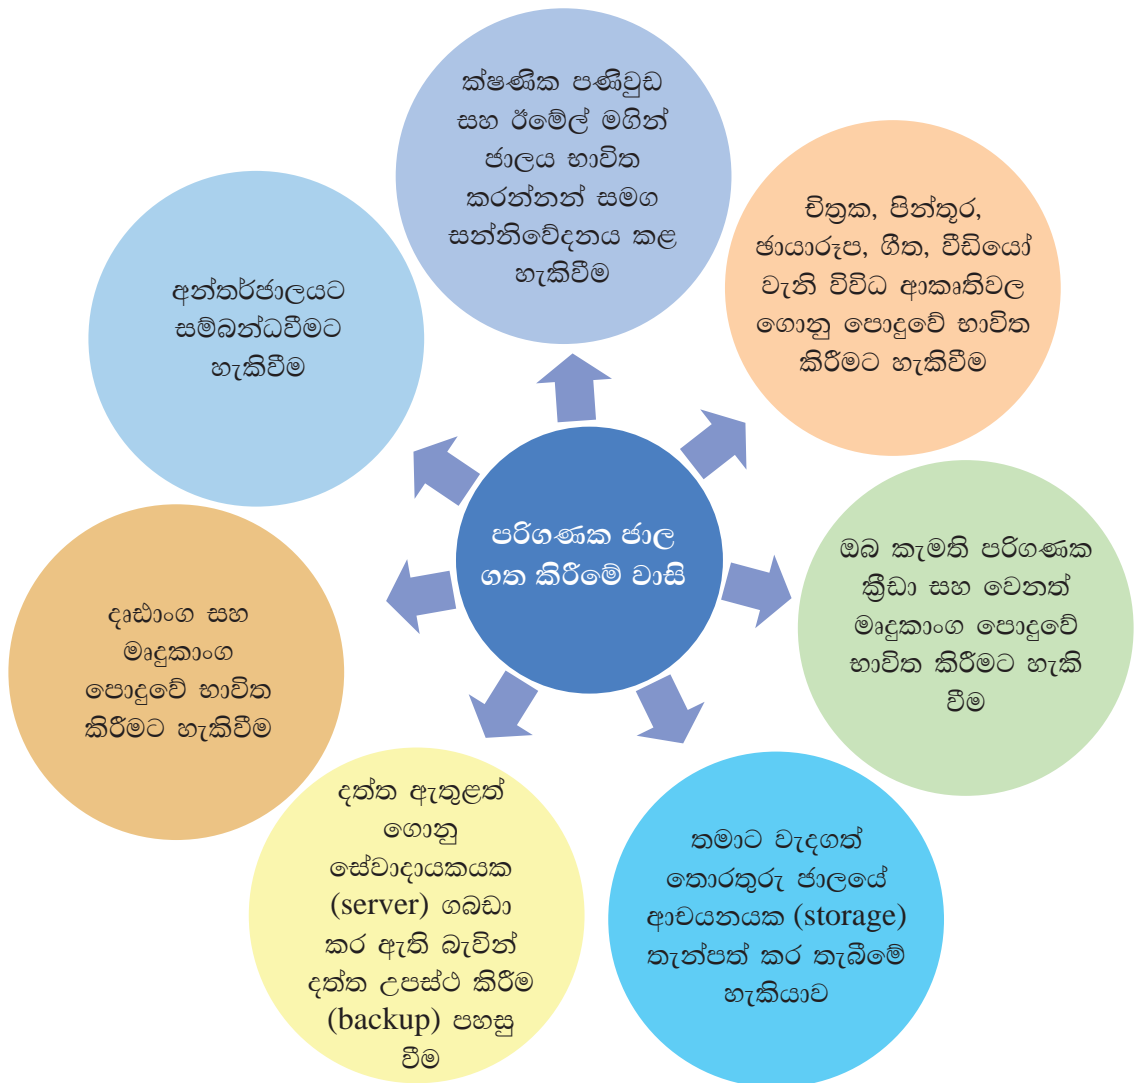 ක්ෂණික පණිවුඩ
සහ ඊමේල් මගින්
ජාලය භාවිත
කරන්නන් සමග
සන්නිවේදනය කළ
හැකිවීම
චිත්‍රක, පින්තූර,
ඡායාරූප, ගීත, වීඩියෝ
වැනි විවිධ ආකෘතිවල
ගොනු පොදුවේ භාවිත
කිරීමට හැකිවීම
ඔබ කැමති පරිගණක
ක්‍රීඩා සහ වෙනත්
මෘදුකාංග පොදුවේ
භාවිත කිරීමට හැකි
වීම
තමාට වැදගත්
තොරතුරු ජාලයේ
ආචයනයක (storage)
තැන්පත් කර තැබීමේ
හැකියාව
දත්ත ඇතුළත්
ගොනු
සේවාදායකයක
(server) ගබඩා
කර ඇති බැවින්
දත්ත උපස්ථ කිරීම
(backup) පහසු
වීම
දෘඪාංග සහ
මෘදුකාංග
පොදුවේ භාවිත
කිරීමට හැකිවීම
අන්තර්ජාලයට
සම්බන්ධවීමට
හැකිවීම
පරිගණක ජාල
ගත කිරීමේ වාසි